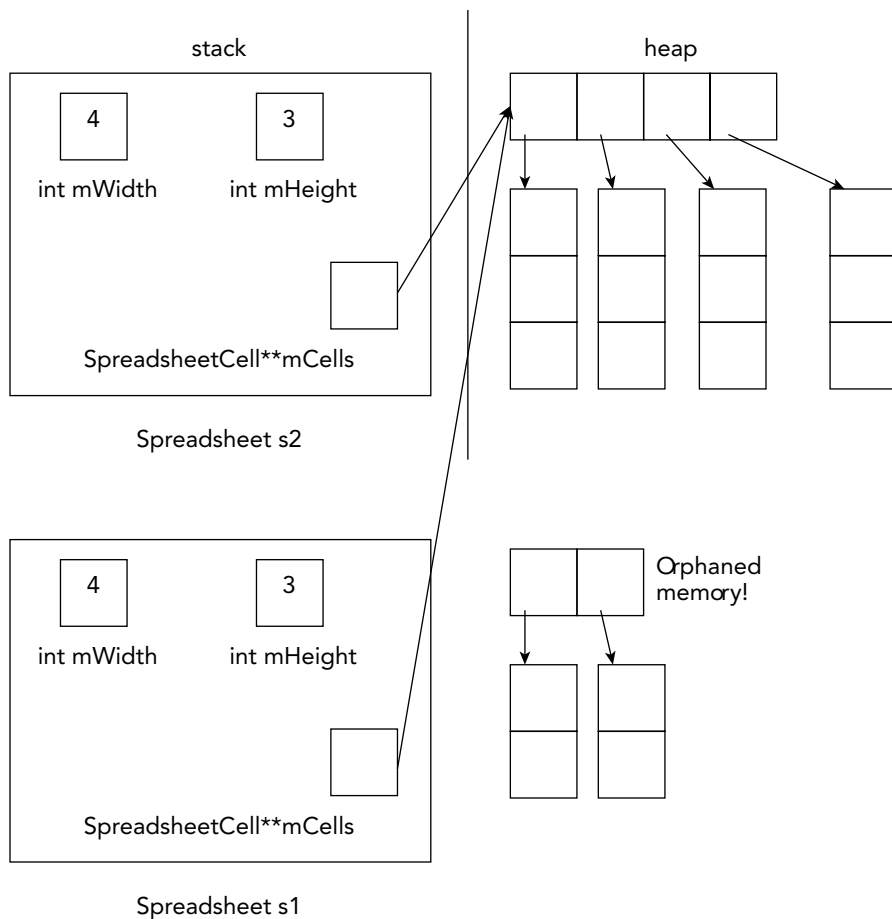 stack
heap
4
3
int mWidth
int mHeight
SpreadsheetCell**mCells
Spreadsheet s2
4
3
int mWidth
int mHeight
SpreadsheetCell**mCells
Spreadsheet s1
Orphaned
memory!